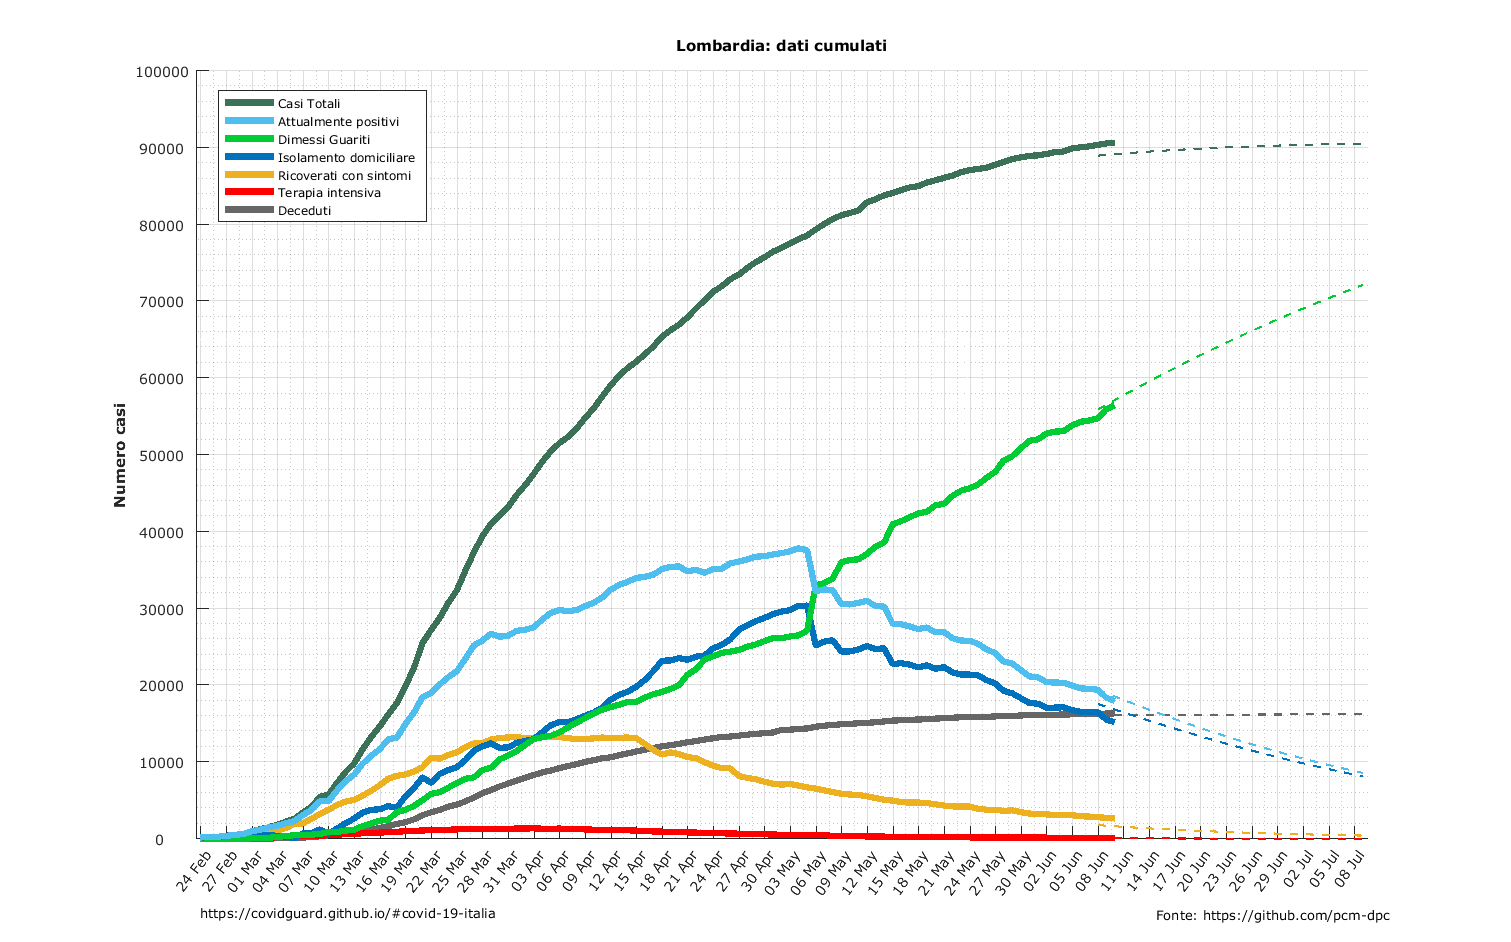 Lombardia: dati cumulati
100000
90000
80000
70000
60000
50000
40000
30000
20000
10000
0
Numero casi
Casi Totali
Attualmente positivi
Dimessi Guariti
Isolamento domiciliare
Ricoverati con sintomi
Terapia intensiva
Deceduti
24 Feb
27 Feb
01 Mar
04 Mar
07 Mar
10 Mar
13 Mar
16 Mar
19 Mar
22 Mar
25 Mar
28 Mar
31 Mar
03 Apr
06 Apr
09 Apr
12 Apr
15 Apr
18 Apr
21 Apr
24 Apr
27 Apr
30 Apr
03 May
06 May
09 May
12 May
15 May
18 May
21 May
24 May
27 May
30 May
02 Jun
05 Jun
08 Jun
11 Jun
14 Jun
17 Jun
20 Jun
23 Jun
26 Jun
29 Jun
02 Jul
05 Jul
08 Jul
https://covidguard.github.io/#covid-19-italia
Fonte: https://github.com/pcm-dpc